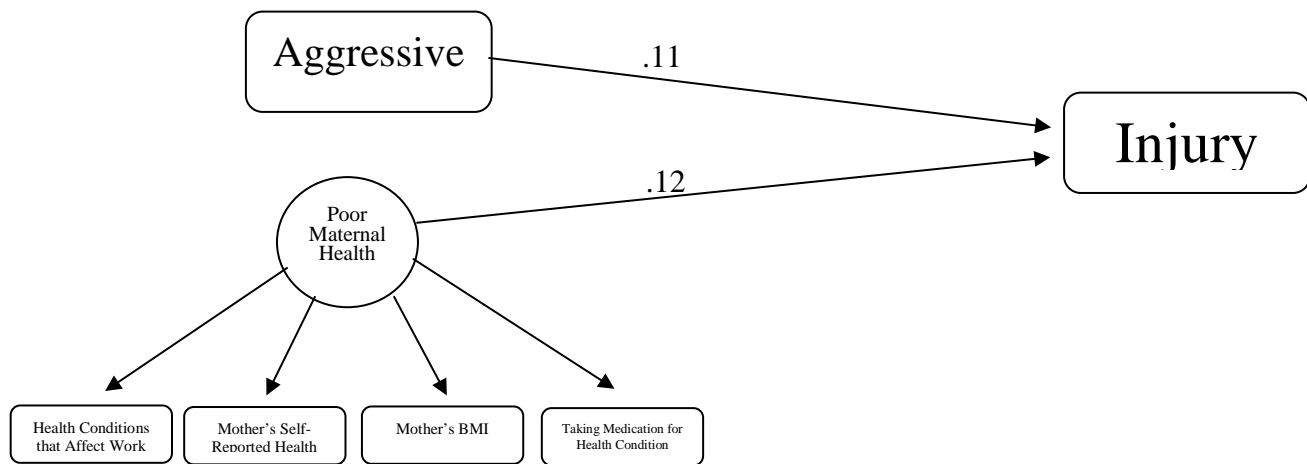 Aggressive
.11
Injury
.12
Poor
Maternal
Health
Health Conditions
that Affect Work
Mother's Self-
Reported Health
Mother's BMI
Taking Medication for
Health Condition